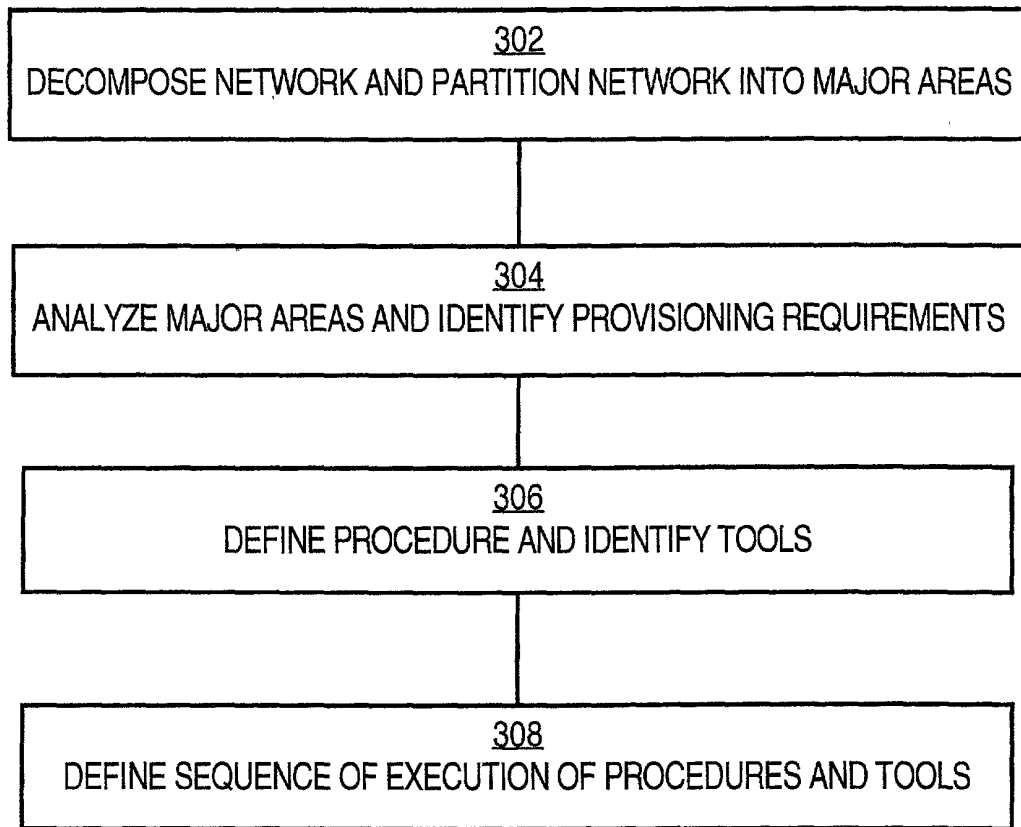 302
DECOMPOSE NETWORK AND PARTITION NETWORK INTO MAJOR AREAS
304
ANALYZE MAJOR AREAS AND IDENTIFY PROVISIONING REQUIREMENTS
306
DEFINE PROCEDURE AND IDENTIFY TOOLS
308
DEFINE SEQUENCE OF EXECUTION OF PROCEDURES AND TOOLS